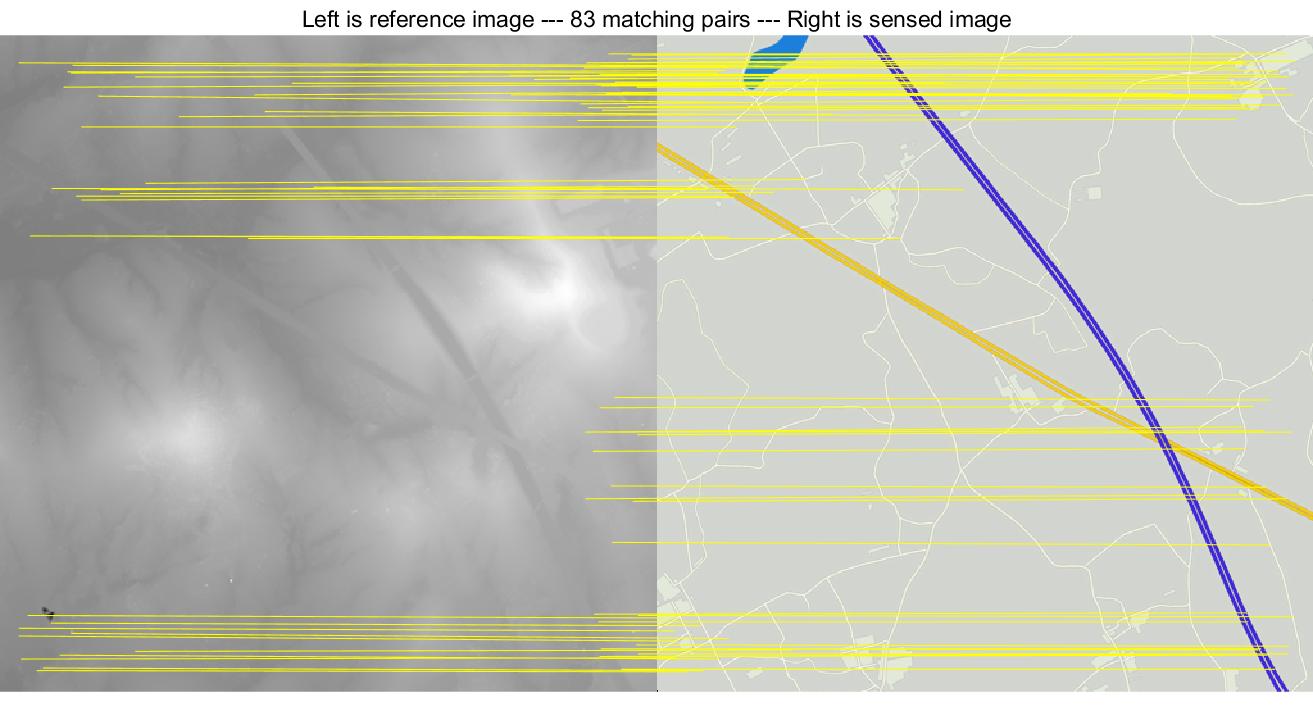 Left is reference image --- 83 matching pairs --- Right is sensed image